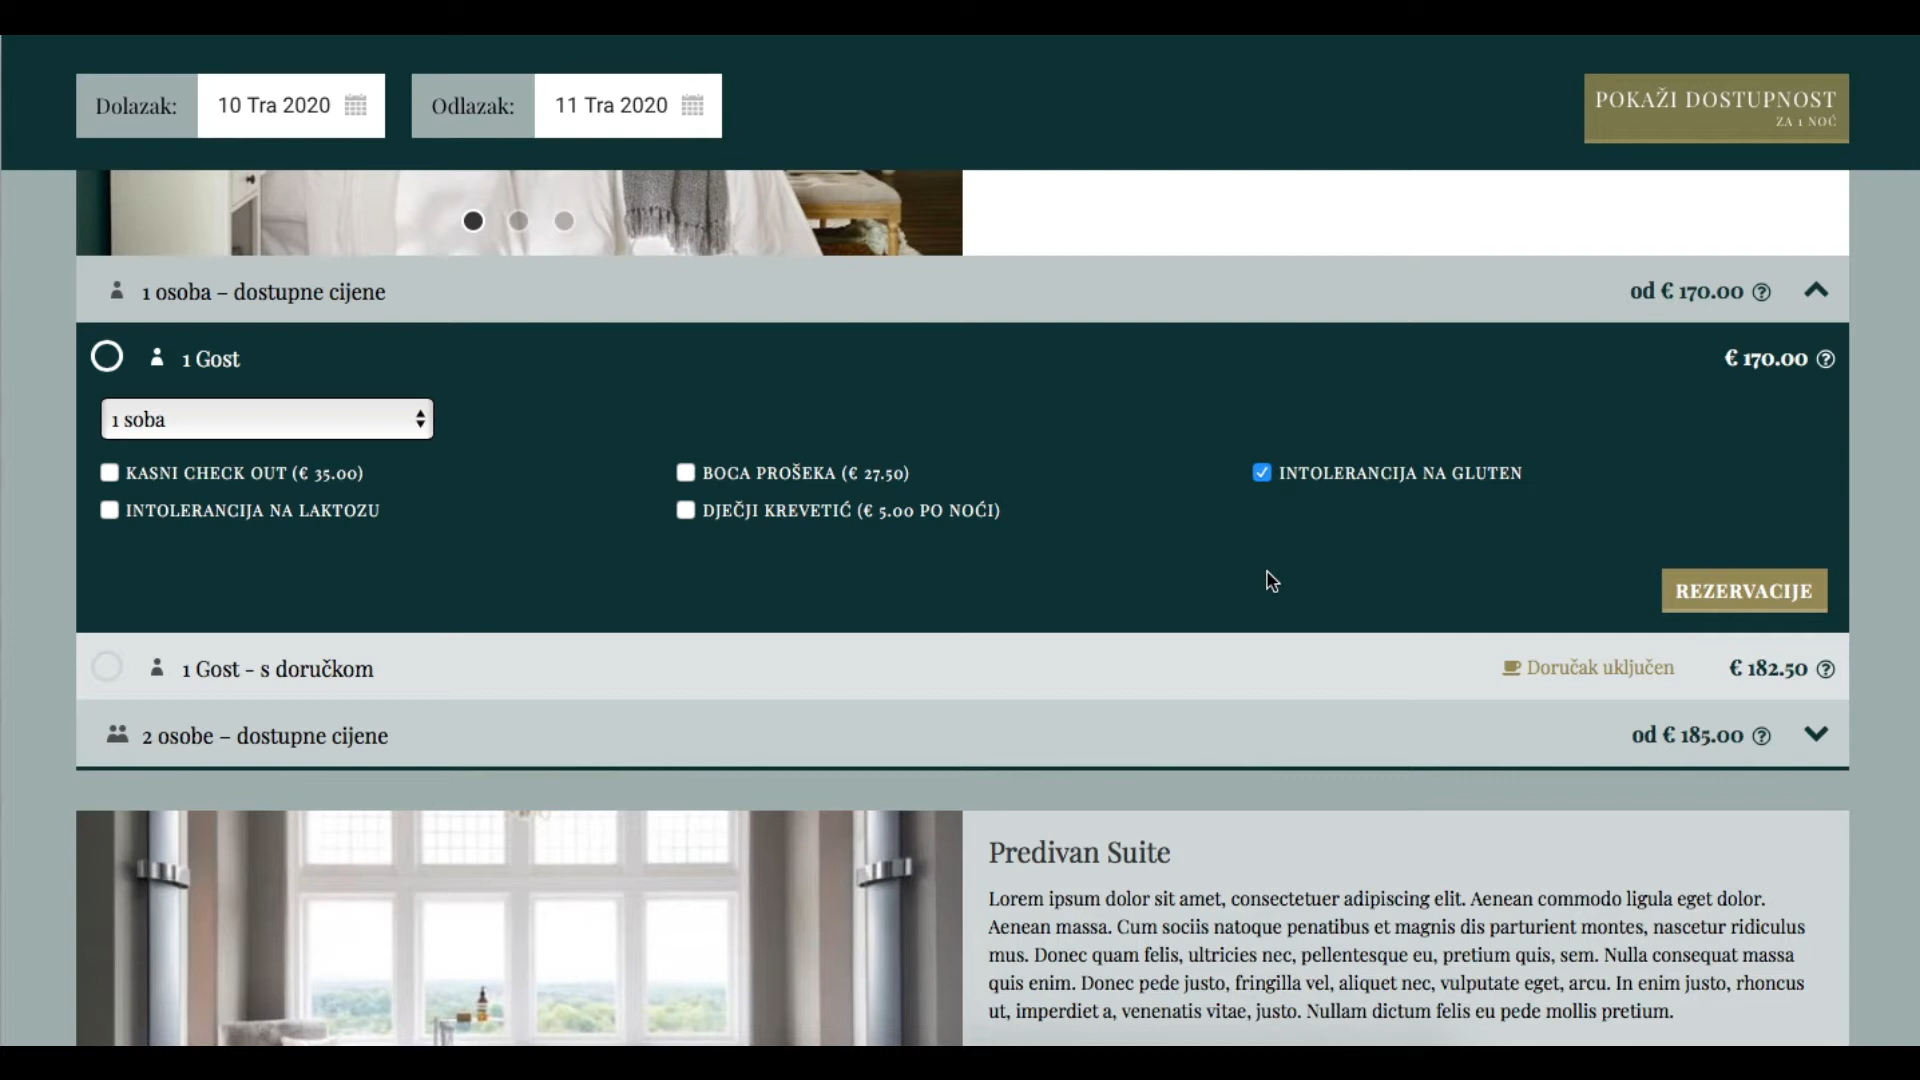 Dolazak: 10 Tra 2020 Odlazak: 11 Tra 2020 POKAŽI DOSTUPNOST
ZA 1 NOĆ
1 osoba – dostupne cijene od € 170.00
1 Gost € 170.00
1 soba
KASNI CHECK OUT (€ 35.00) BOCA PROŠEKA (€ 27.50) INTOLERANCIJA NA GLUTEN
INTOLERANCIJA NA LAKTOZU DJEČJI KREVETIĆ (€ 5.00 PO NOĆI)
REZERVACIJE
1 Gost - s doručkom Doručak uključen € 182.50
2 osobe – dostupne cijene od € 185.00
Predivan Suite
Lorem ipsum dolor sit amet, consectetuer adipiscing elit. Aenean commodo ligula eget dolor.
Aenean massa. Cum sociis natoque penatibus et magnis dis parturient montes, nascetur ridiculus
mus. Donec quam felis, ultricies nec, pellentesque eu, pretium quis, sem. Nulla consequat massa
quis enim. Donec pede justo, fringilla vel, aliquet nec, vulputate eget, arcu. In enim justo, rhoncus
ut, imperdiet a, venenatis vitae, justo. Nullam dictum felis eu pede mollis pretium.